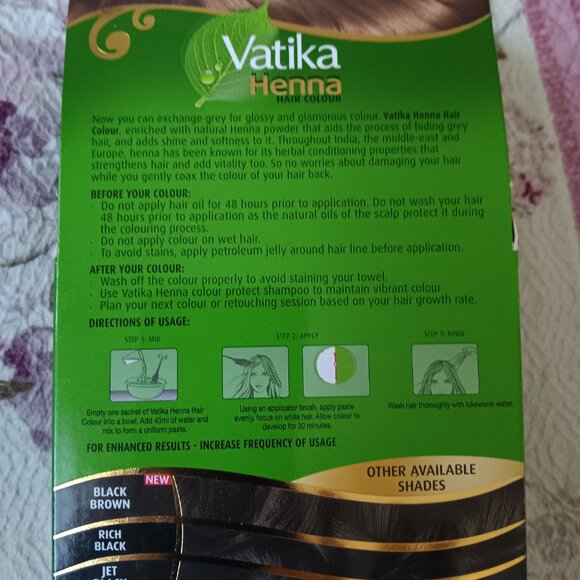 Vatika
Henna
HAIR COLOUR
Now you can exchange grey for glossy and glamorous colour. Vatika Henna Hair
Colour, enriched with natural Henna powder that aids the process of hiding grey
hair, and adds shine and softness to it. Throughout India, the middle-east and
Europe, henna has been known for its herbal conditioning properties that
strengthens hair and add vitality too. So no worries about damaging your hair
while you gently coax the colour of your hair back.
BEFORE YOUR COLOUR:
· Do not apply hair oil for 48 hours prior to application. Do not wash your hair
48 hours prior to application as the natural oils of the scalp protect it during
the colouring process.
· Do not apply colour on wet hair.
· To avoid stains, apply petroleum jelly around hair line before application.
AFTER YOUR COLOUR:
· Wash off the colour properly to avoid staining your towel.
· Use Vatika Henna colour protect shampoo to maintain vibrant colour
· Plan your next colour or retouching session based on your hair growth rate.
DIRECTIONS OF USAGE:
STEP 1: MIX
STEP 2: APPLY
STEP 3: RINSE
Empty one sachet of Vatika Henna Hair
Colour into a bowl. Add 40ml of water and
mix to form a uniform paste.
Using an applicator brush, apply paste
evenly, focus on white hair. Allow colour to
develop for 30 minutes.
Wash hair thoroughly with lukewarm water.
FOR ENHANCED RESULTS - INCREASE FREQUENCY OF USAGE
OTHER AVAILABLE
SHADES
NEW
BLACK
BROWN
RICH
BLACK
JET